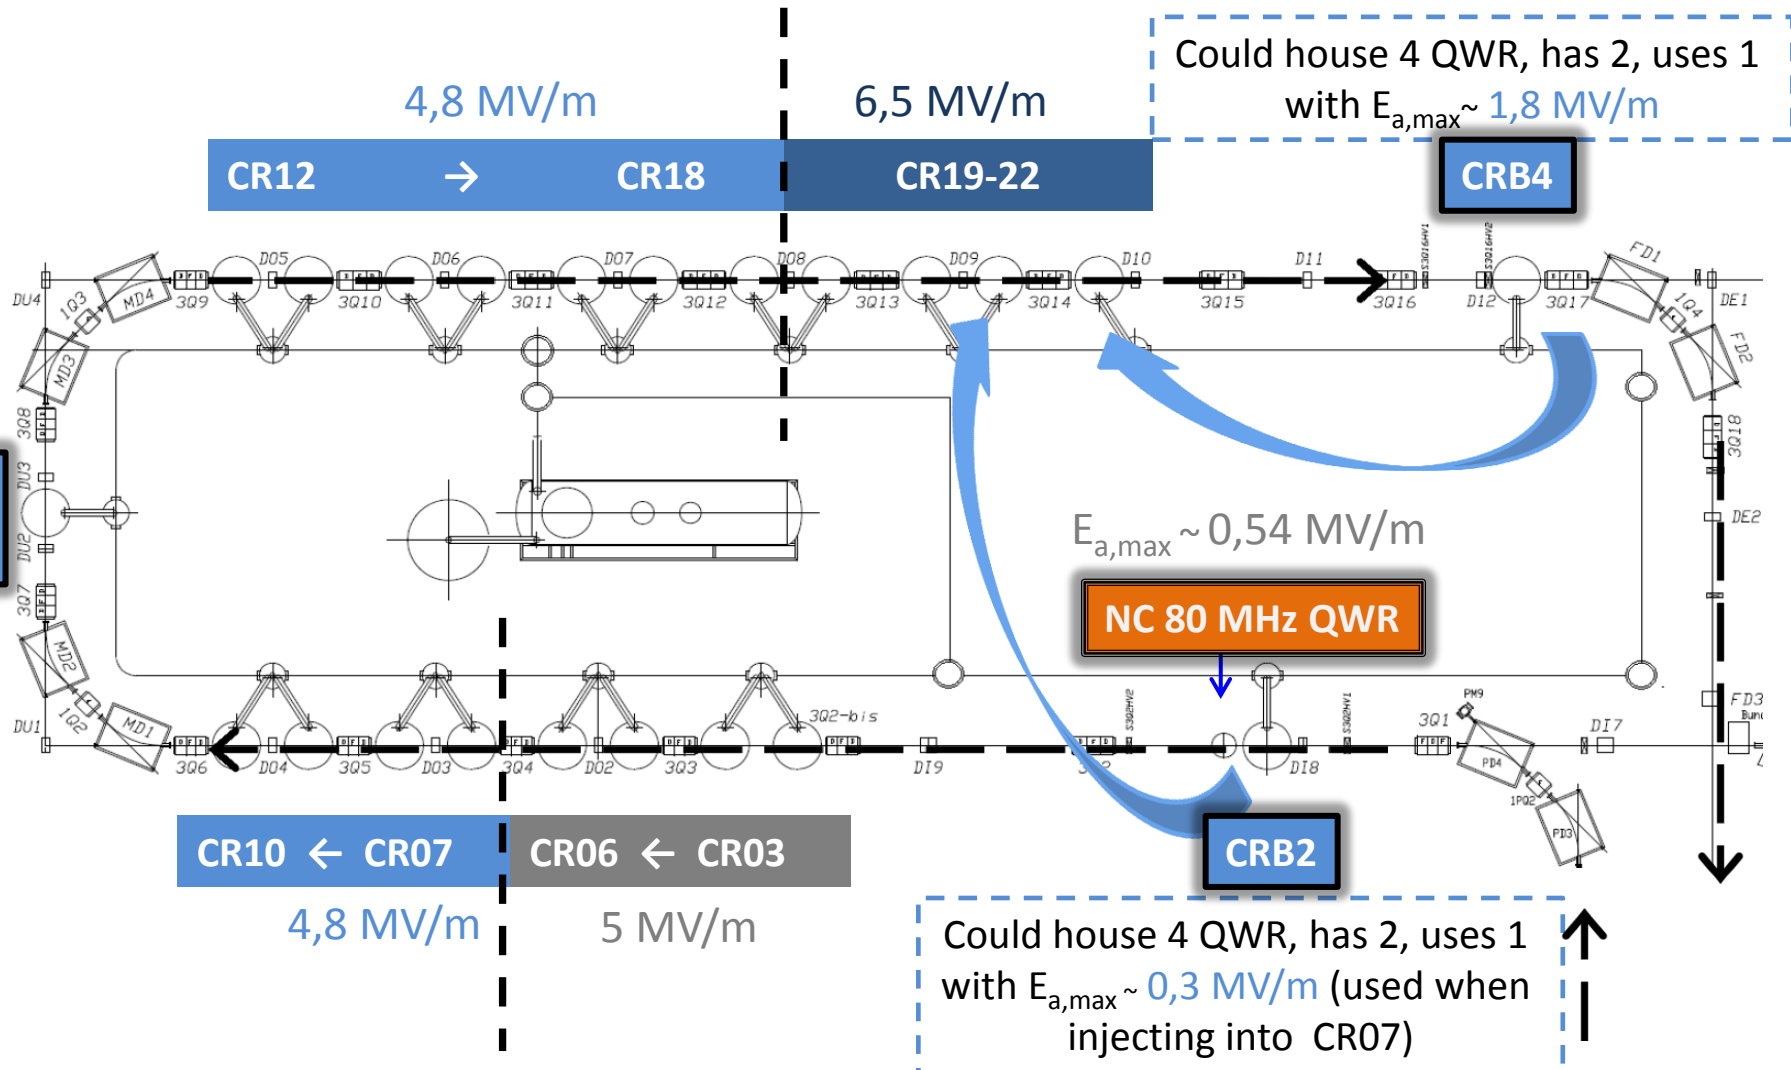 Could house 4 QWR, has 2, uses 1
with Ea,max~ 1,8 MV/m
4,8 MV/m
6,5 MV/m
CR12 → CR18
CR19-22
CRB4
D05
D06
D07
D08
D09
D10
D11
S3Q16HV1
S3Q16HV2
FD1
DU4
1Q3
MD4
3Q9
3Q10
3Q11
3Q12
3Q13
3Q14
3Q15
3Q16
D12
3Q17
1Q4
DE1
MD3
FD2
3Q8
3Q18
DU3
DE2
DU2
Ea,max ~ 0,54 MV/m
NC 80 MHz QWR
3Q7
MD2
1Q2
MD1
DU1
3Q2-bis
S3Q2HV2
S3Q2HV1
PM9
3Q1
DI7
FD3
3Q6
D04
3Q5
D03
3Q4
D02
3Q3
DI9
DI8
PD4
1PQ2
PD3
CR10 ← CR07
CR06 ← CR03
CRB2
4,8 MV/m
5 MV/m
Could house 4 QWR, has 2, uses 1
with Ea,max ~ 0,3 MV/m (used when
injecting into CR07)